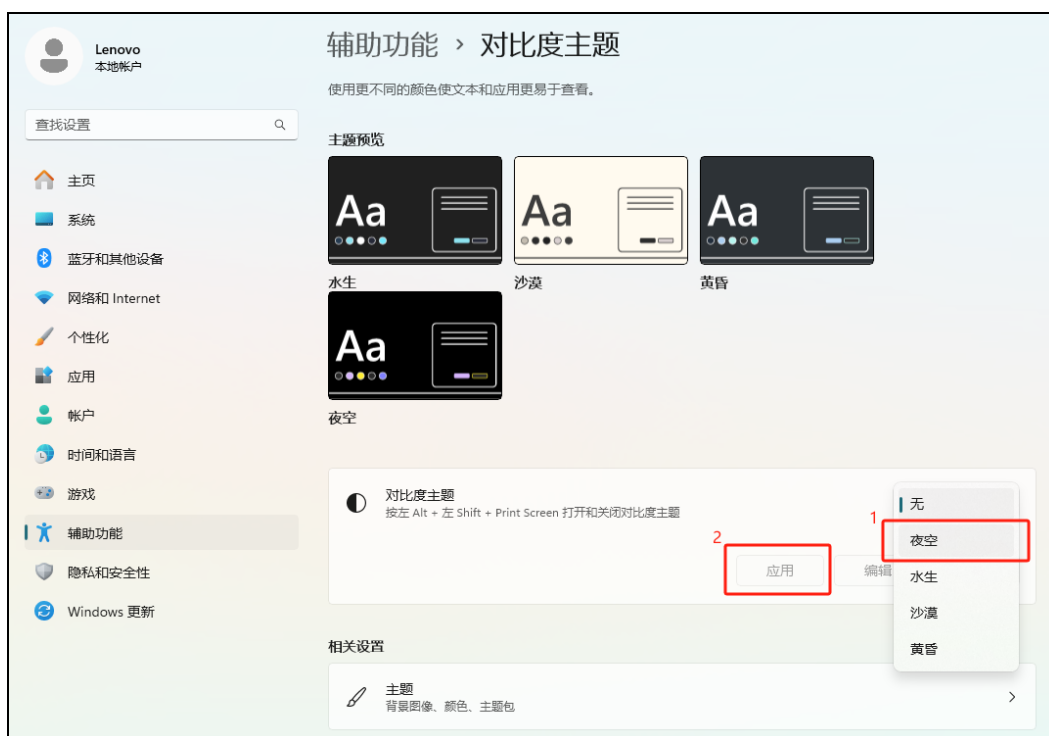 Lenovo
本地帐户
查找设置
主页
系统
蓝牙和其他设备
网络和 Internet
个性化
应用
帐户
时间和语言
游戏
辅助功能
隐私和安全性
Windows 更新
辅助功能 › 对比度主题
使用更不同的颜色使文本和应用更易于查看。
主题预览
Aa
水生
Aa
沙漠
Aa
黄昏
Aa
夜空
对比度主题
按左 Alt + 左 Shift + Print Screen 打开和关闭对比度主题
2
应用
编辑
1
无
夜空
水生
沙漠
黄昏
相关设置
主题
背景图像、颜色、主题包